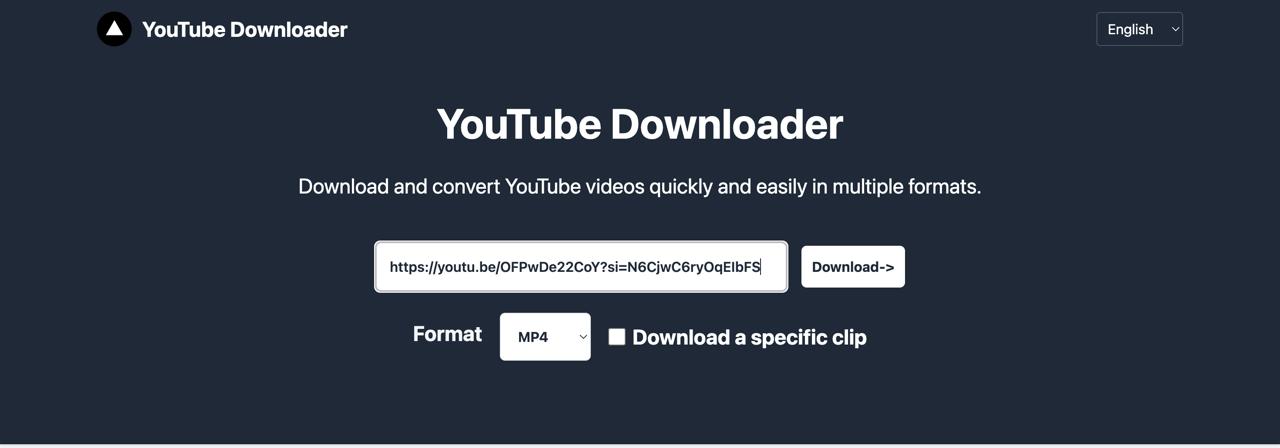 YouTube Downloader
English
YouTube Downloader
Download and convert YouTube videos quickly and easily in multiple formats.
https://youtu.be/OFPwDe22CoY?si=N6CjwC6ryOqEIbFS
Download->
Format
MP4
Download a specific clip